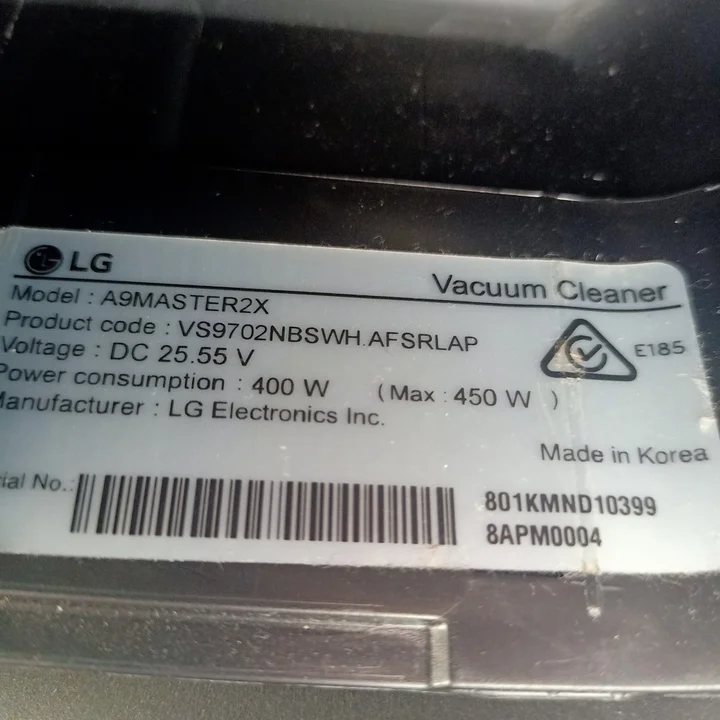 LG
Vacuum Cleaner
Model : A9MASTER2X
Product code : VS9702NBSWH.AFSRLAP
Voltage : DC 25.55 V
Power consumption : 400 W (Max : 450 W )
Manufacturer : LG Electronics Inc.
E185
Made in Korea
ial No.:
801KMND10399
8APM0004